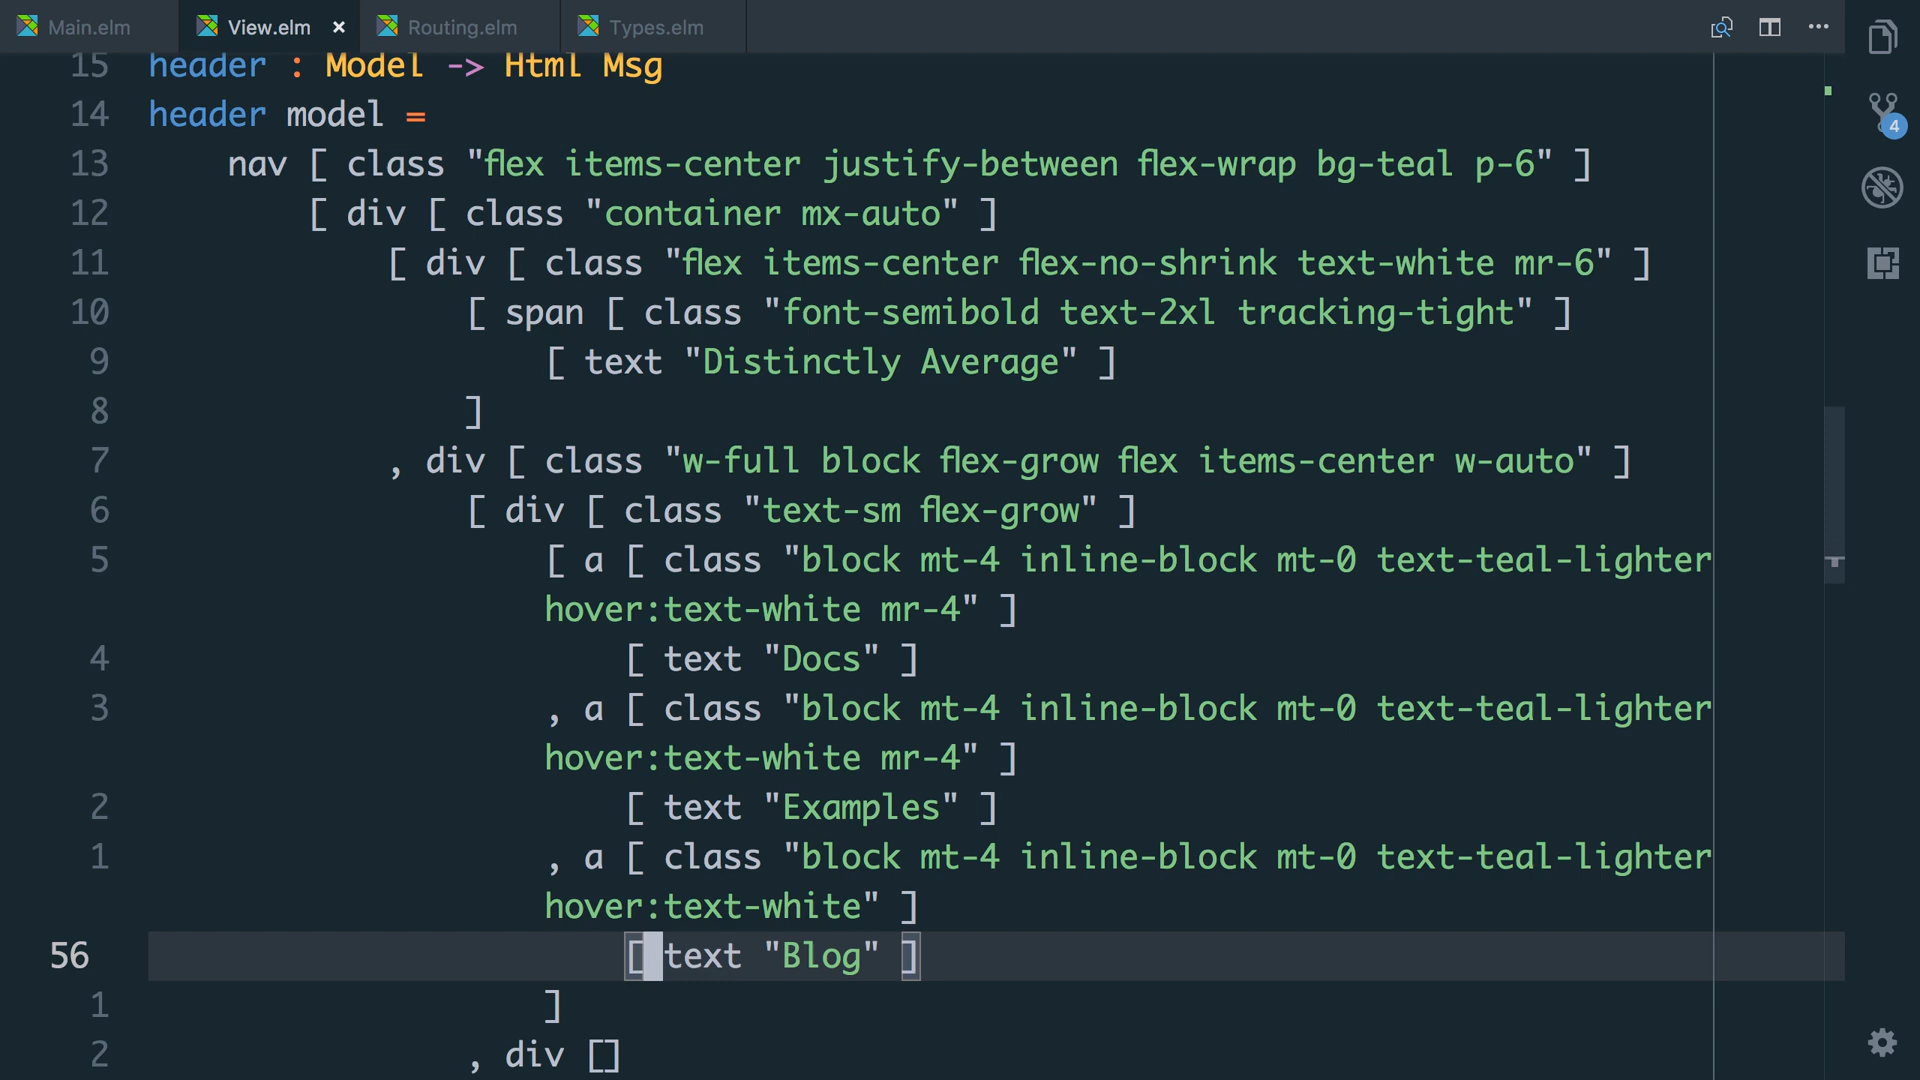 Main.elm View.elm × Routing.elm Types.elm
15 header : Model -> Html Msg
14 header model =
13 nav [ class "flex items-center justify-between flex-wrap bg-teal p-6" ]
12 [ div [ class "container mx-auto" ]
11 [ div [ class "flex items-center flex-no-shrink text-white mr-6" ]
10 [ span [ class "font-semibold text-2xl tracking-tight" ]
9 [ text "Distinctly Average" ]
8 ]
7 , div [ class "w-full block flex-grow flex items-center w-auto" ]
6 [ div [ class "text-sm flex-grow" ]
5 [ a [ class "block mt-4 inline-block mt-0 text-teal-lighter
hover:text-white mr-4" ]
4 [ text "Docs" ]
3 , a [ class "block mt-4 inline-block mt-0 text-teal-lighter
hover:text-white mr-4" ]
2 [ text "Examples" ]
1 , a [ class "block mt-4 inline-block mt-0 text-teal-lighter
hover:text-white" ]
56 [ text "Blog" ]
1 ]
2 , div []
4